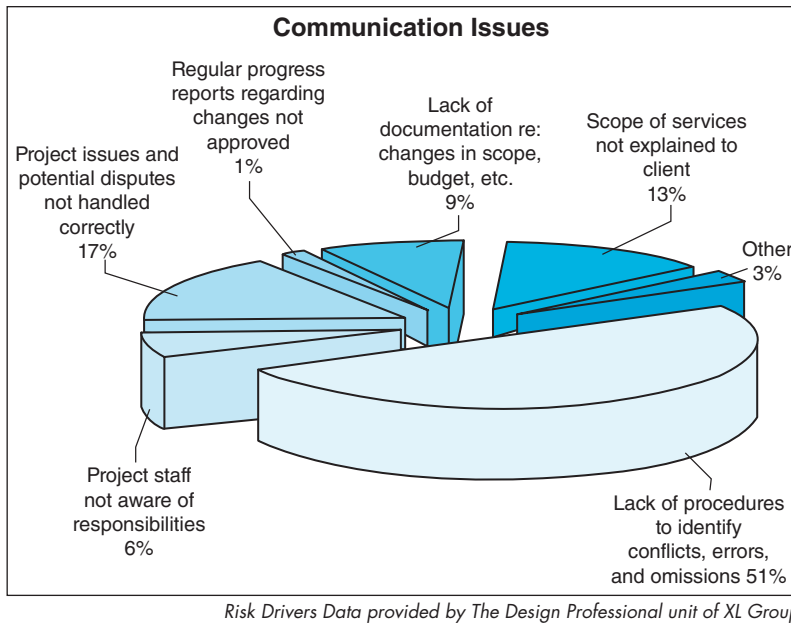 Communication Issues
Regular progress
reports regarding
changes not
approved
1%
Lack of
documentation re:
changes in scope,
budget, etc.
9%
Scope of services
not explained to
client
13%
Project issues and
potential disputes
not handled
correctly
17%
Other
3%
Project staff
not aware of
responsibilities
6%
Lack of procedures
to identify
conflicts, errors,
and omissions 51%
Risk Drivers Data provided by The Design Professional unit of XL Group